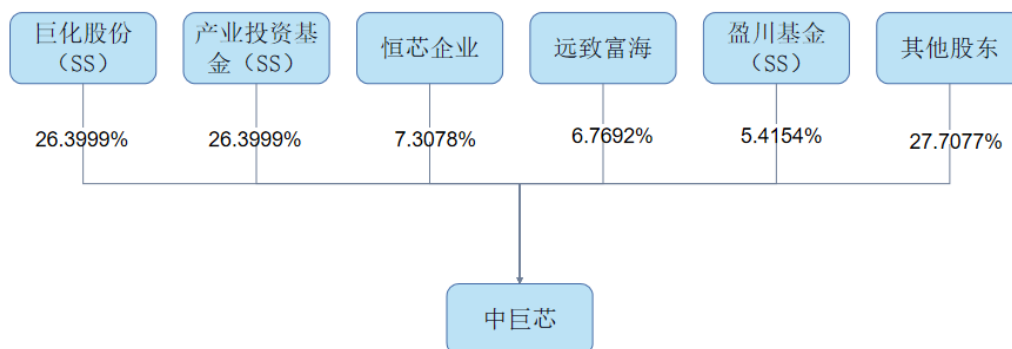 巨化股份
（SS）
产业投资基
金（SS）
恒芯企业
远致富海
盈川基金
（SS）
其他股东
26.3999%
26.3999%
7.3078%
6.7692%
5.4154%
27.7077%
中巨芯